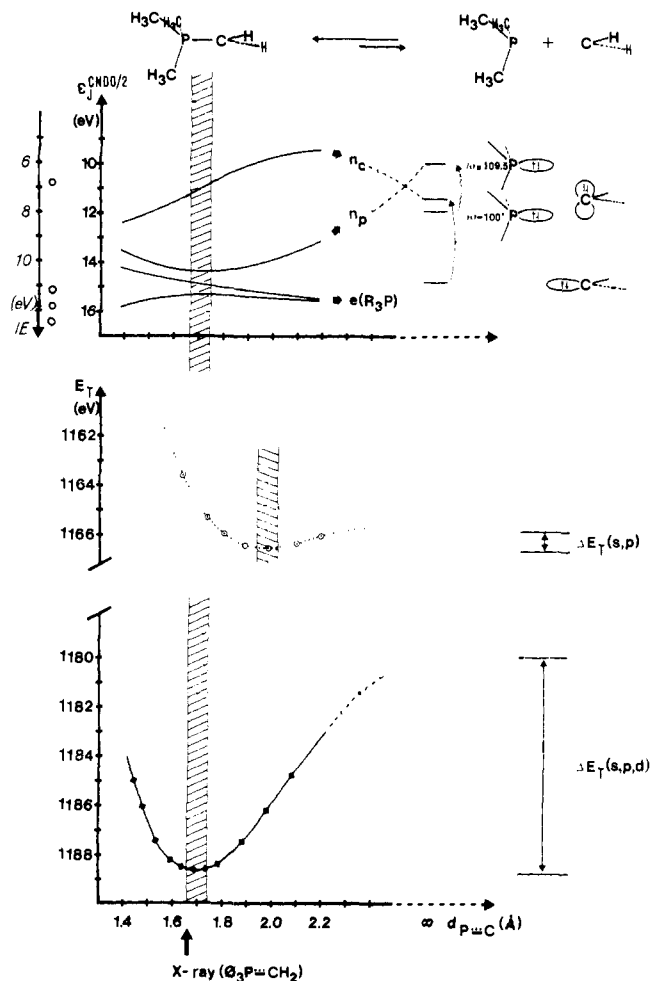 H₃C H₃C P C H H
H₃C
H₃C H₃C P + C H H
H₃C
ε_J^CNDO/2
(eV)
6
8
10
(eV)
IE
10
12
14
16
n_C
n_P
e(R₃P)
ω=109.5 P ↑↓
ω=100° P ↑↓
↑↓ C
↑↓ C
E_T
(eV)
1162
1164
1166
ΔE_T(s,p)
1180
1182
1184
1186
1188
ΔE_T(s,p,d)
1.4 1.6 1.8 2.0 2.2 ∞ d P≝C (Å)
X-ray (Ø₃P≝CH₂)